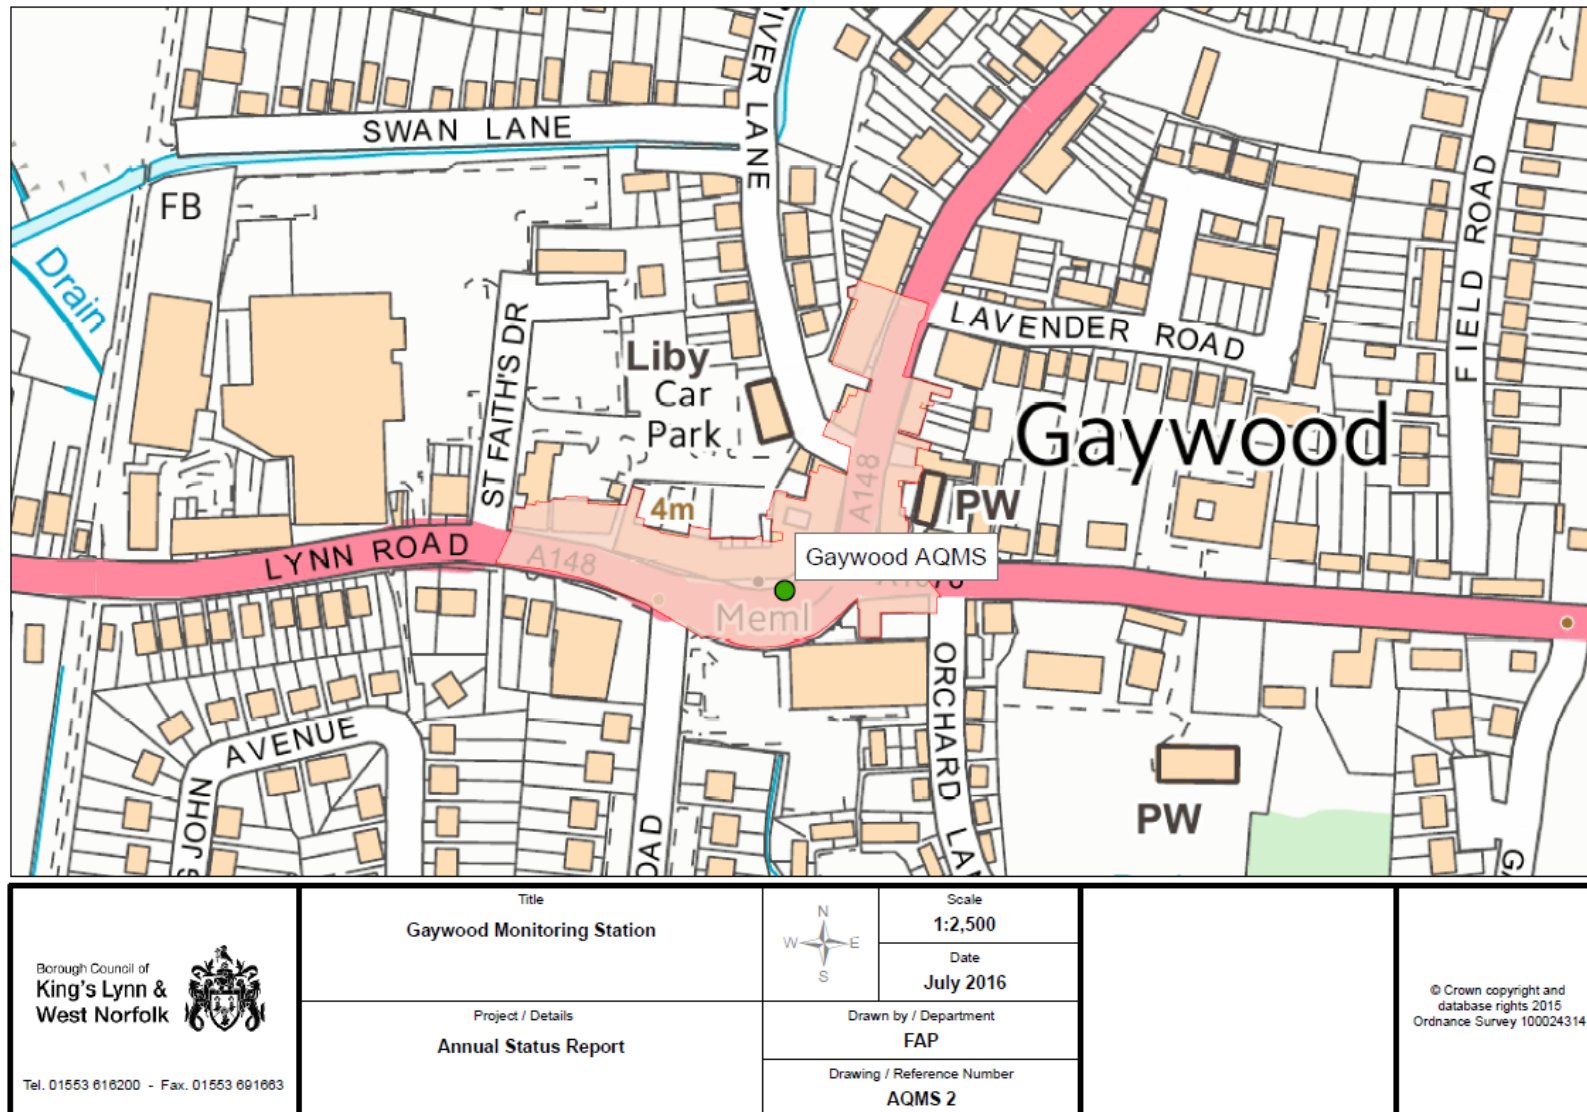 RIVER LANE
SWAN LANE
FB
Drain
ST FAITHS DR
Liby
Car
Park
LAVENDER ROAD
FIELD ROAD
Gaywood
A148
PW
4m
Gaywood AQMS
LYNN ROAD
A148
Meml
ORCHARD LAN
AVENUE
JOHN
OAD
PW
Title
Gaywood Monitoring Station
Project / Details
Annual Status Report
N
W E
S
Scale
1:2,500
Date
July 2016
Drawn by / Department
FAP
Drawing / Reference Number
AQMS 2
Borough Council of
King's Lynn &
West Norfolk
Tel. 01553 616200 - Fax. 01553 691663
© Crown copyright and
database rights 2015
Ordnance Survey 100024314